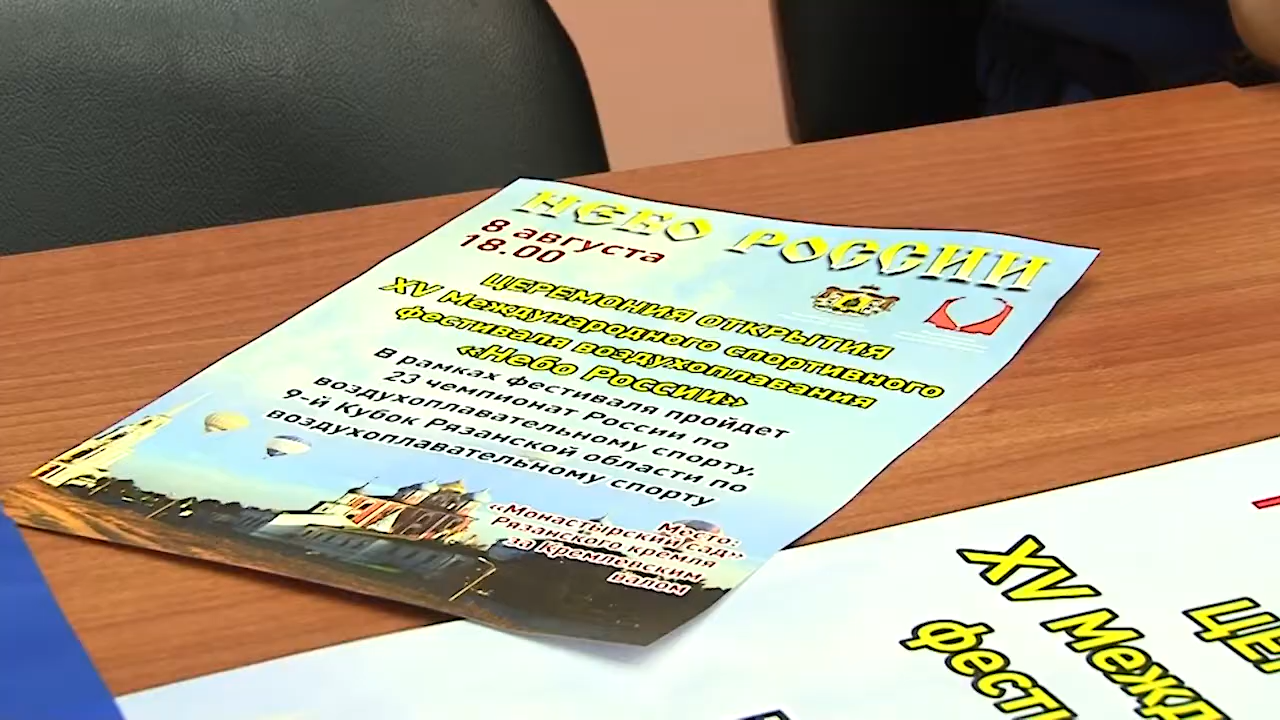 НЕБО РОССИИ
8 августа
18.00
ЦЕРЕМОНИЯ ОТКРЫТИЯ
XV Международного спортивного
фестиваля воздухоплавания
«Небо России»
В рамках фестиваля пройдет
23 чемпионат России по
воздухоплавательному спорту.
9-й Кубок Рязанской области по
воздухоплавательному спорту
Место:
«Монастырский сад»
Рязанского кремля
за Кремлевским
валом
ЦЕ
XV Межд
фест